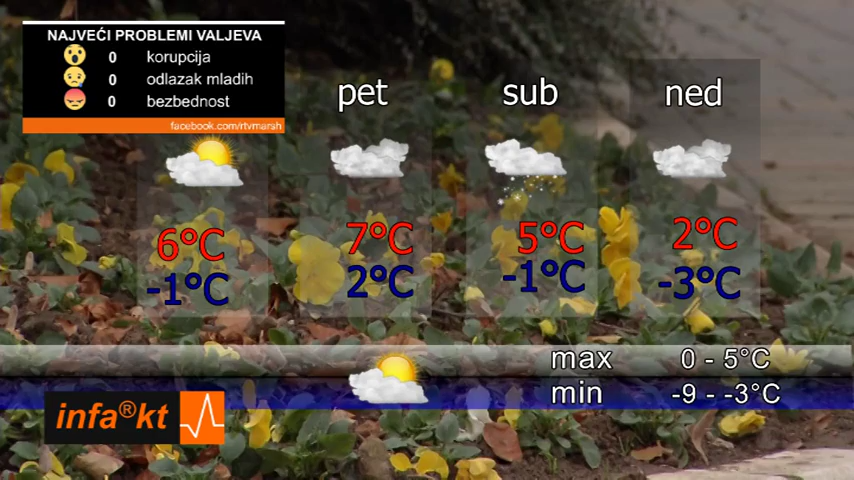 NAJVEĆI PROBLEMI VALJEVA
0 korupcija
0 odlazak mladih
0 bezbednost
facebook.com/rtvmarsh
pet sub ned
6°C 7°C 5°C 2°C
-1°C 2°C -1°C -3°C
max 0 - 5°C
min -9 - -3°C
infa®kt